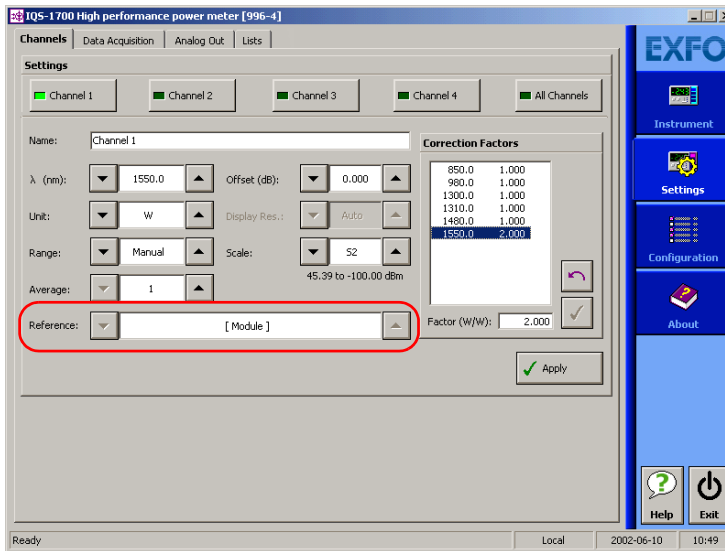 IQS-1700 High performance power meter [996-4]
Channels Data Acquisition Analog Out Lists
EXFO
Settings
Channel 1 Channel 2 Channel 3 Channel 4 All Channels
Instrument
Name: Channel 1
Correction Factors
λ (nm): 1550.0 Offset (dB): 0.000
850.0 1.000
980.0 1.000
1300.0 1.000
1310.0 1.000
1480.0 1.000
1550.0 2.000
Settings
Unit: W Display Res.: Auto
Range: Manual Scale: S2
45.39 to -100.00 dBm
Configuration
Average: 1
Reference: [ Module ]
Factor (W/W): 2.000
About
Apply
Help Exit
Ready Local 2002-06-10 10:49